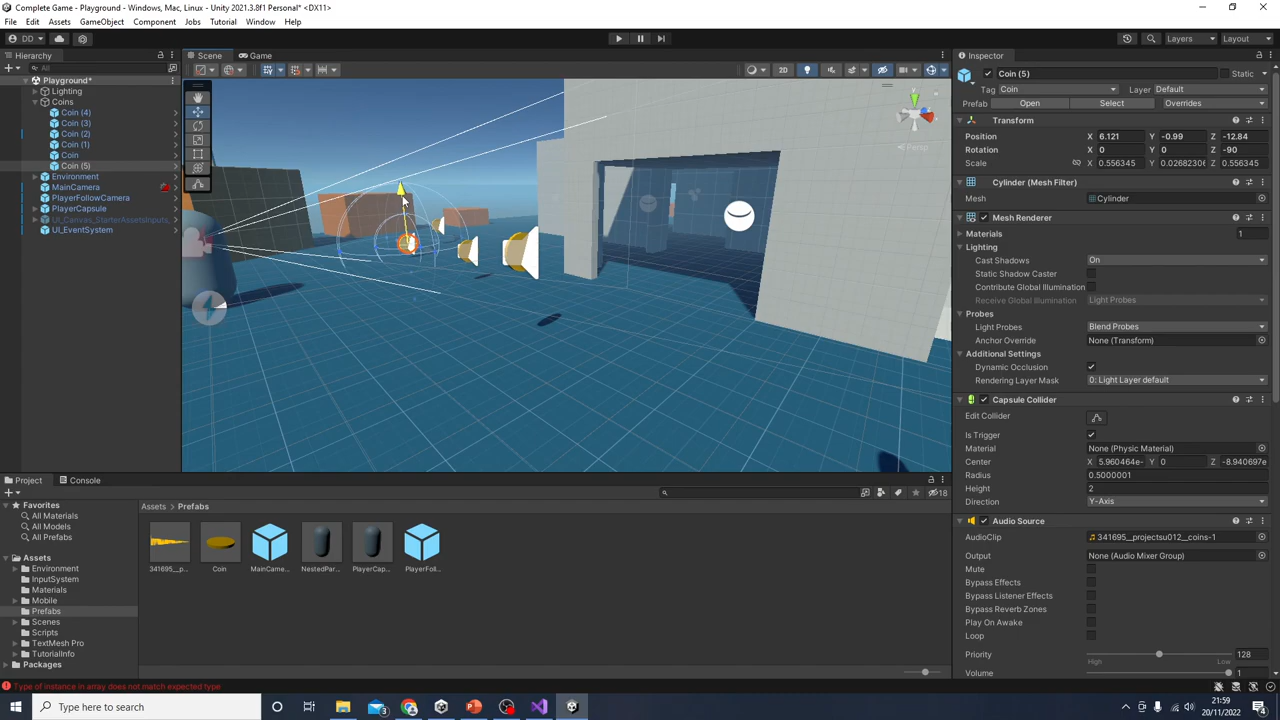 Complete Game - Playground - Windows, Mac, Linux - Unity 2021.3.8f1 Personal* <DX11>
File Edit Assets GameObject Component Jobs Tutorial Window Help
DD Layers Layout
Hierarchy
All
Playground*
Lighting
Coins
Coin (4)
Coin (3)
Coin (2)
Coin (1)
Coin
Coin (5)
Environment
MainCamera
PlayerFollowCamera
PlayerCapsule
UI_Canvas_StarterAssetsInputs_
UI_EventSystem
Scene Game
2D
y
Persp
Inspector
Coin (5) Static
Tag Coin Layer Default
Prefab Open Select Overrides
Transform
Position X 6.121 Y -0.99 Z -12.84
Rotation X 0 Y 0 Z -90
Scale X 0.556345 Y 0.0268230 Z 0.556345
Cylinder (Mesh Filter)
Mesh Cylinder
Mesh Renderer
Materials 1
Lighting
Cast Shadows On
Static Shadow Caster
Contribute Global Illumination
Receive Global Illumination Light Probes
Probes
Light Probes Blend Probes
Anchor Override None (Transform)
Additional Settings
Dynamic Occlusion
Rendering Layer Mask 0: Light Layer default
Capsule Collider
Edit Collider
Is Trigger
Material None (Physic Material)
Center X 5.960464e- Y 0 Z -8.940697e
Radius 0.5000001
Height 2
Direction Y-Axis
Audio Source
AudioClip 341695__projectsu012__coins-1
Output None (Audio Mixer Group)
Mute
Bypass Effects
Bypass Listener Effects
Bypass Reverb Zones
Play On Awake
Loop
Priority 128
High Low
Volume 1
Project Console
18
Favorites
All Materials
All Models
All Prefabs
Assets
Environment
InputSystem
Materials
Mobile
Prefabs
Scenes
Scripts
TextMesh Pro
TutorialInfo
Packages
Assets > Prefabs
341695__p... Coin MainCame... NestedPar... PlayerCap... PlayerFoll...
Type of instance in array does not match expected type
Type here to search
3
21:59
20/11/2022